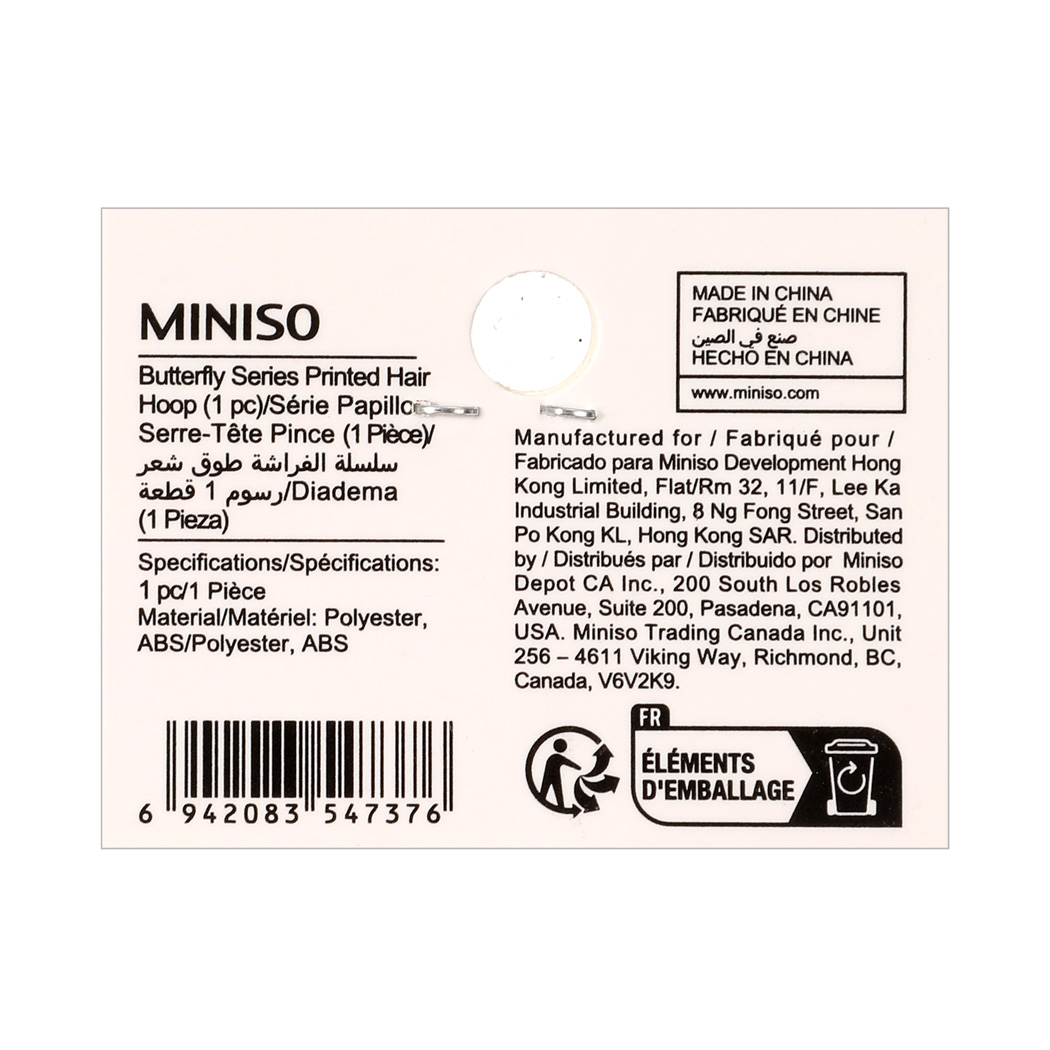 MINISO
Butterfly Series Printed Hair
Hoop (1 pc)/Série Papillo
Serre-Tête Pince (1 Pièce)/
سلسلة الفراشة طوق شعر
رسوم 1 قطعة/Diadema
(1 Pieza)
Specifications/Spécifications:
1 pc/1 Pièce
Material/Matériel: Polyester,
ABS/Polyester, ABS
6 942083 547376
MADE IN CHINA
FABRIQUÉ EN CHINE
صنع في الصين
HECHO EN CHINA
www.miniso.com
Manufactured for / Fabriqué pour /
Fabricado para Miniso Development Hong
Kong Limited, Flat/Rm 32, 11/F, Lee Ka
Industrial Building, 8 Ng Fong Street, San
Po Kong KL, Hong Kong SAR. Distributed
by / Distribués par / Distribuido por Miniso
Depot CA Inc., 200 South Los Robles
Avenue, Suite 200, Pasadena, CA91101,
USA. Miniso Trading Canada Inc., Unit
256 – 4611 Viking Way, Richmond, BC,
Canada, V6V2K9.
FR
ÉLÉMENTS
D'EMBALLAGE